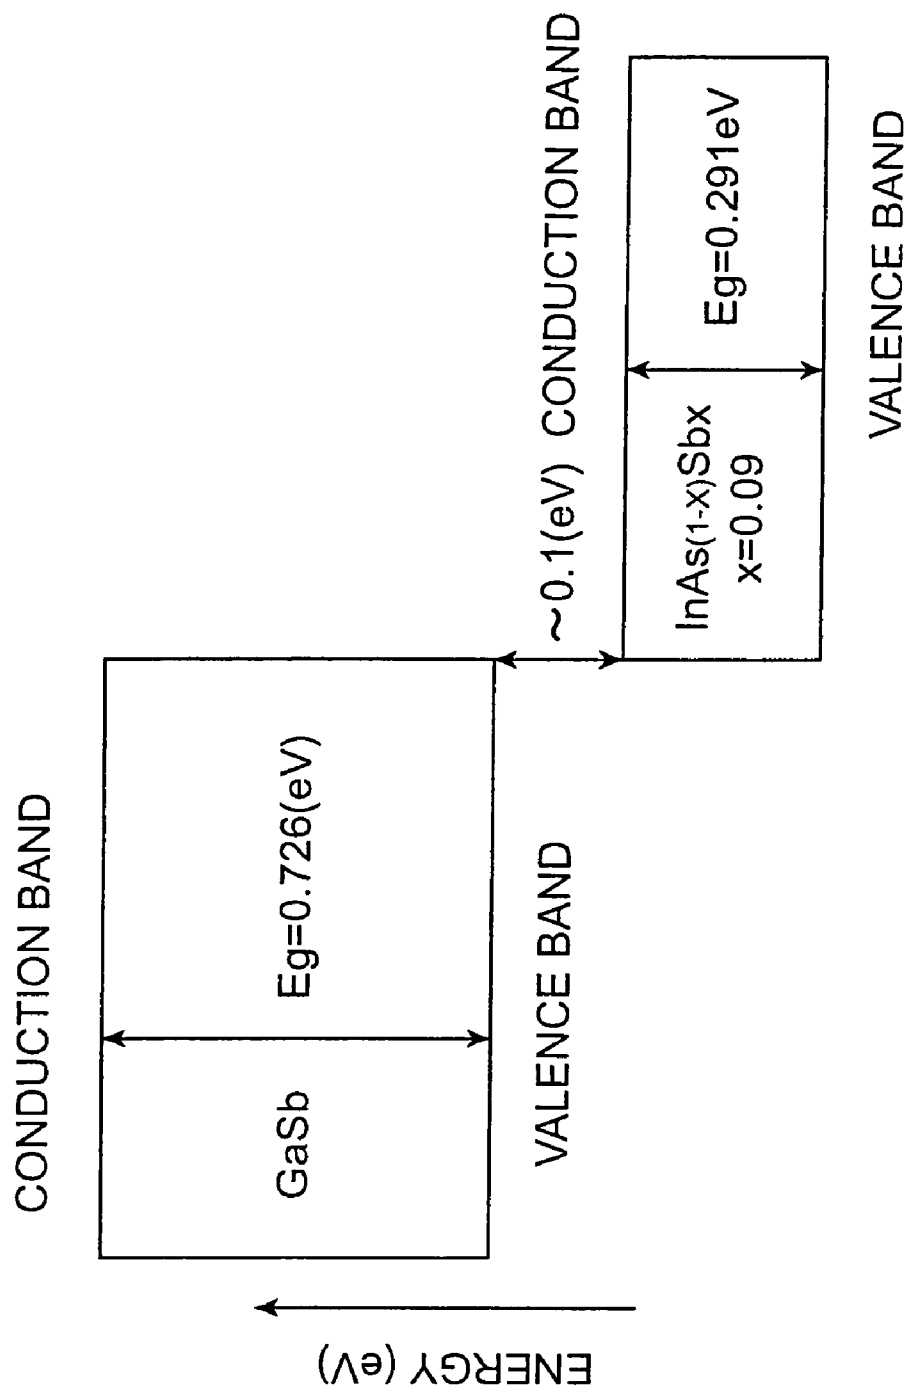 CONDUCTION BAND
GaSb
Eg=0.726(eV)
VALENCE BAND
~0.1(eV) CONDUCTION BAND
InAs(1-X)Sbx
x=0.09
Eg=0.291eV
VALENCE BAND
ENERGY (eV)